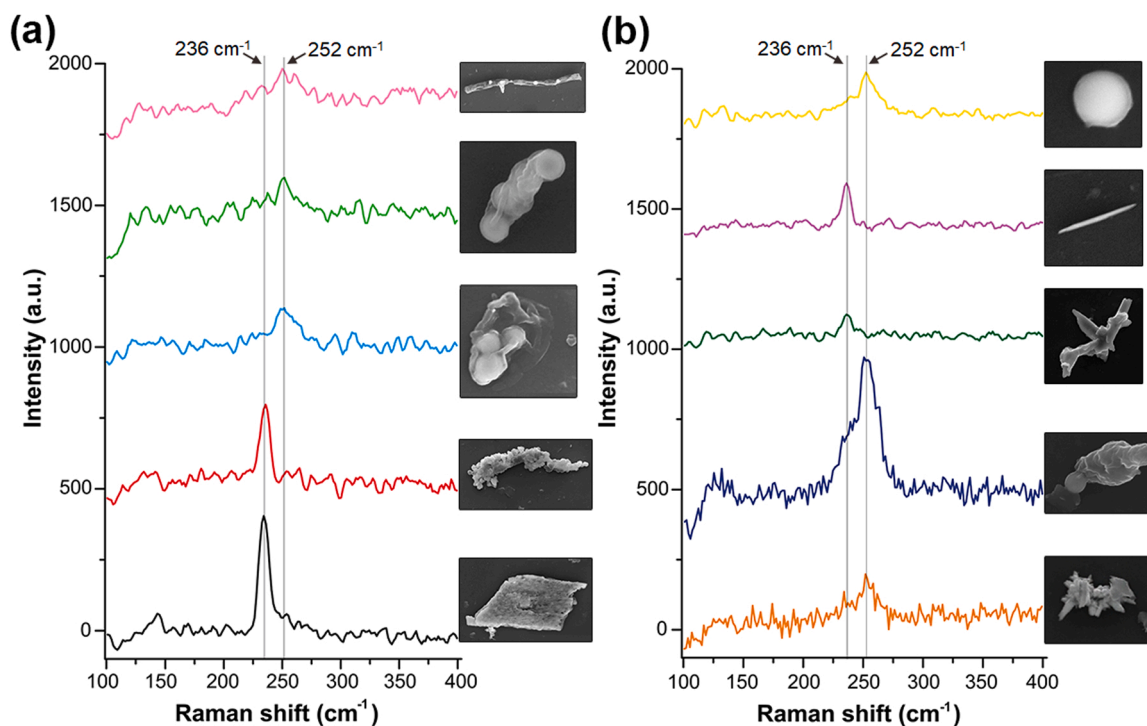 (a)
236 cm⁻¹
252 cm⁻¹
2000
1500
1000
500
0
Intensity (a.u.)
100 150 200 250 300 350 400
Raman shift (cm⁻¹)
(b)
236 cm⁻¹
252 cm⁻¹
2000
1500
1000
500
0
Intensity (a.u.)
100 150 200 250 300 350 400
Raman shift (cm⁻¹)